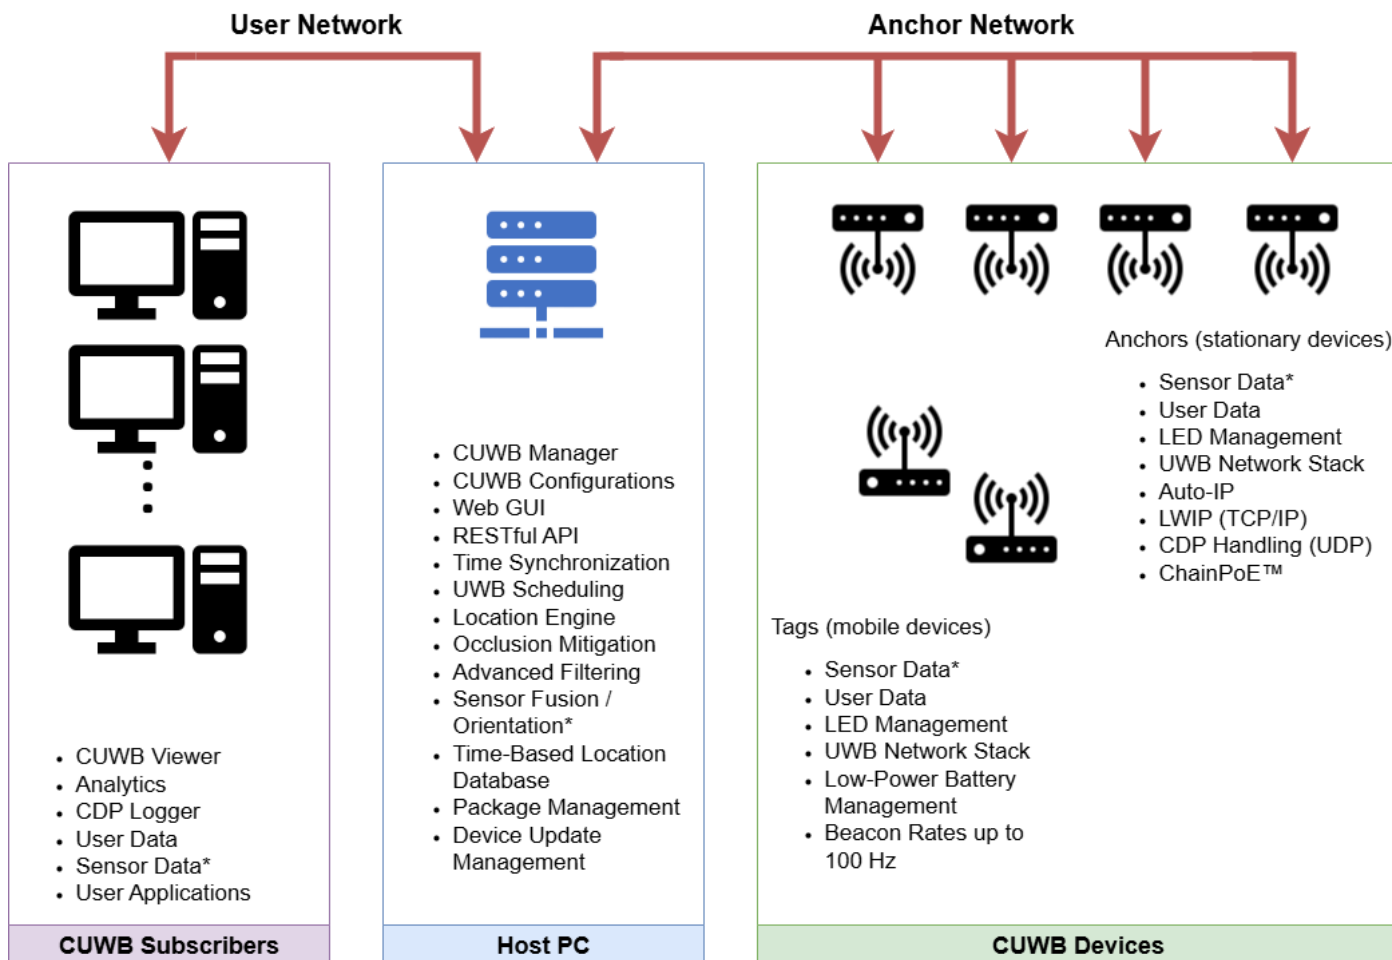 User Network
Anchor Network
CUWB Viewer
Analytics
CDP Logger
User Data
Sensor Data*
User Applications
CUWB Subscribers
CUWB Manager
CUWB Configurations
Web GUI
RESTful API
Time Synchronization
UWB Scheduling
Location Engine
Occlusion Mitigation
Advanced Filtering
Sensor Fusion /
Orientation*
Time-Based Location
Database
Package Management
Device Update
Management
Host PC
Anchors (stationary devices)
Sensor Data*
User Data
LED Management
UWB Network Stack
Auto-IP
LWIP (TCP/IP)
CDP Handling (UDP)
ChainPoE™
Tags (mobile devices)
Sensor Data*
User Data
LED Management
UWB Network Stack
Low-Power Battery
Management
Beacon Rates up to
100 Hz
CUWB Devices